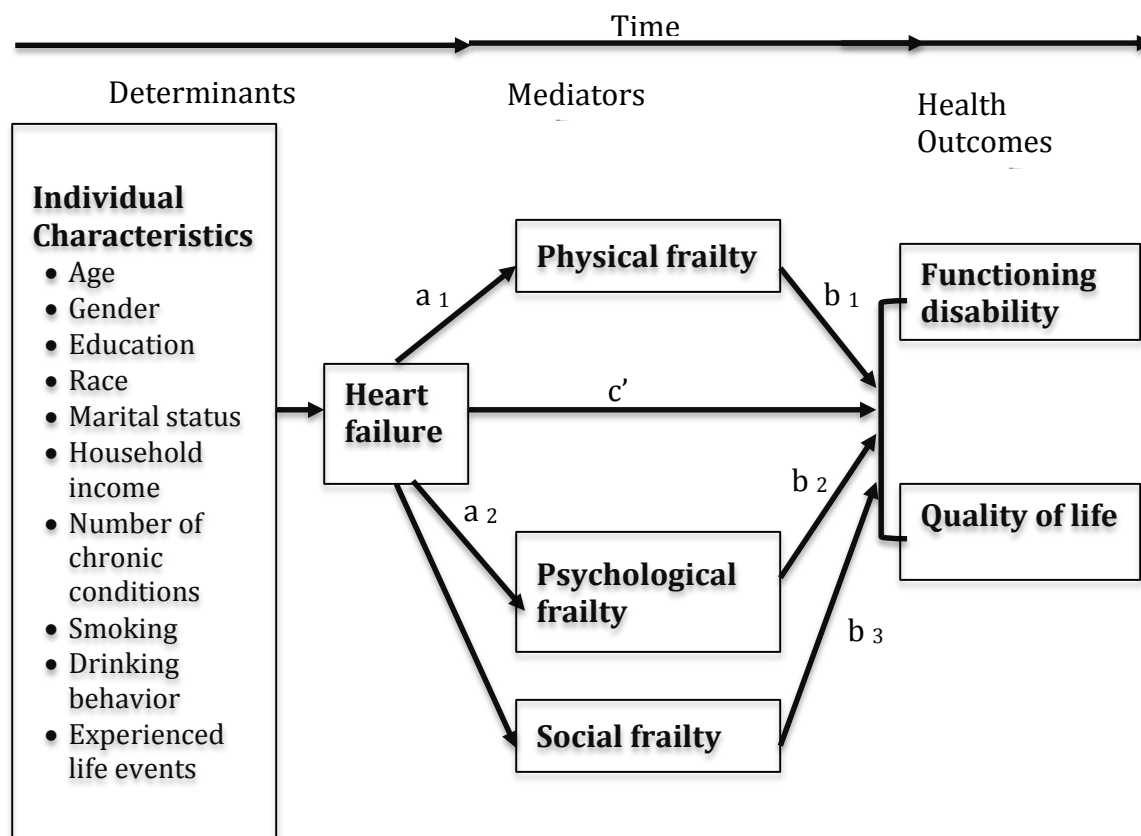 Time
Determinants
Mediators
Health
Outcomes
Individual
Characteristics
• Age
• Gender
• Education
• Race
• Marital status
• Household
income
• Number of
chronic
conditions
• Smoking
• Drinking
behavior
• Experienced
life events
Heart
failure
a 1
a 2
c’
Physical frailty
Psychological
frailty
Social frailty
b 1
b 2
b 3
Functioning
disability
Quality of life